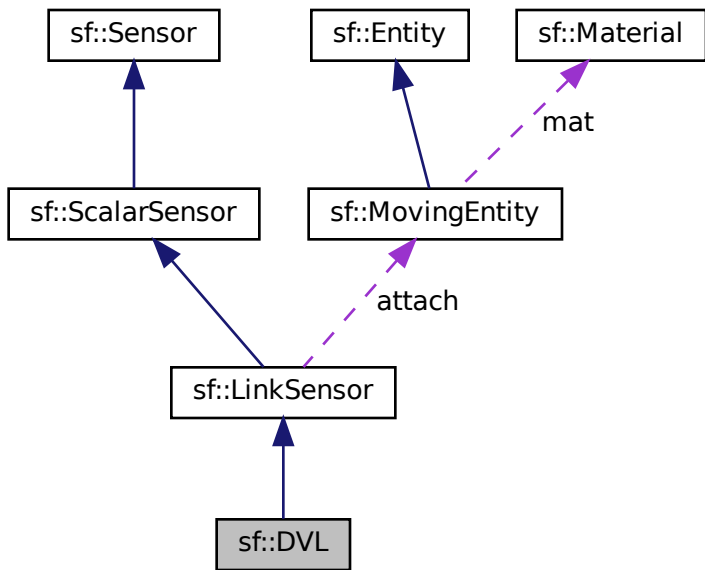 sf::Sensor
sf::Entity
sf::Material
mat
sf::ScalarSensor
sf::MovingEntity
attach
sf::LinkSensor
sf::DVL